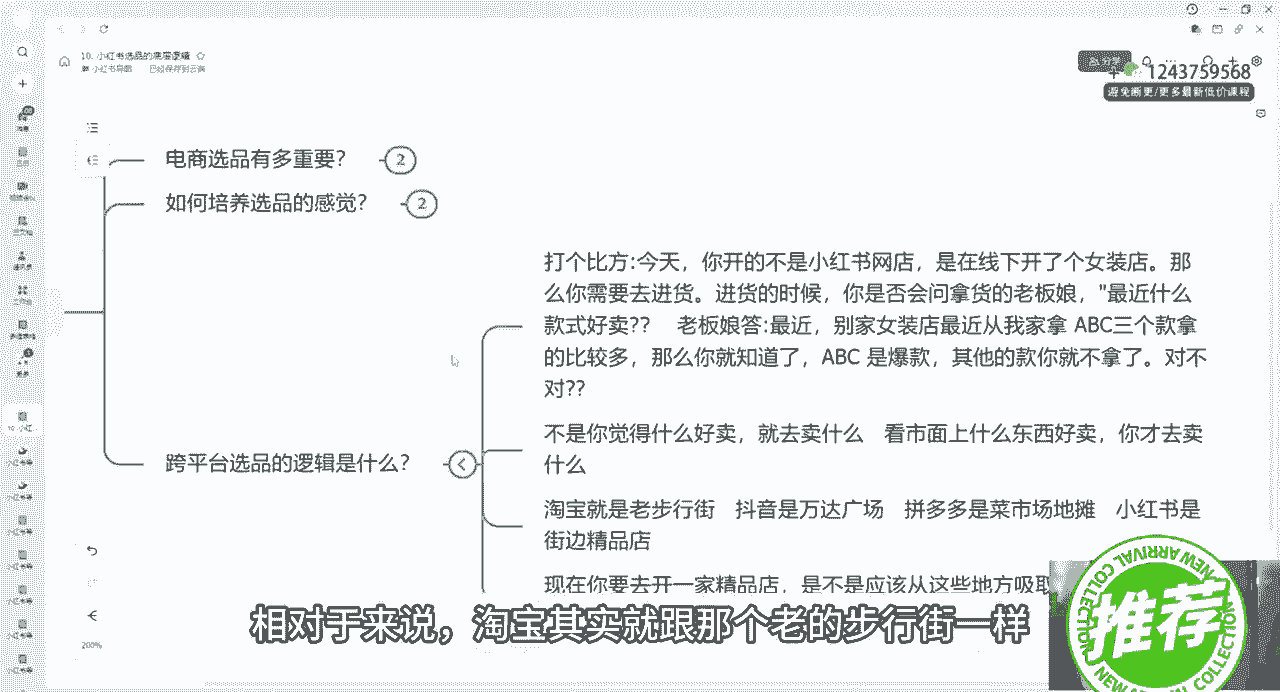 10. 小红书选品的底层逻辑
1243759568
避免断更/更多最新低价课程
电商选品有多重要？
2
如何培养选品的感觉？
2
打个比方:今天，你开的不是小红书网店，是在线下开了个女装店。那
么你需要去进货。进货的时候，你是否会问拿货的老板娘，"最近什么
款式好卖??    老板娘答:最近，别家女装店最近从我家拿 ABC三个款拿
的比较多，那么你就知道了，ABC 是爆款，其他的款你就不拿了。对不
对??
跨平台选品的逻辑是什么？
不是你觉得什么好卖，就去卖什么    看市面上什么东西好卖，你才去卖
什么
淘宝就是老步行街    抖音是万达广场    拼多多是菜市场地摊    小红书是
街边精品店
现在你要去开一家精品店，是不是应该从这些地方吸取
相对于来说，淘宝其实就跟那个老的步行街一样
200%
NEW ARRIVAL
推荐
NEW COLLECTION